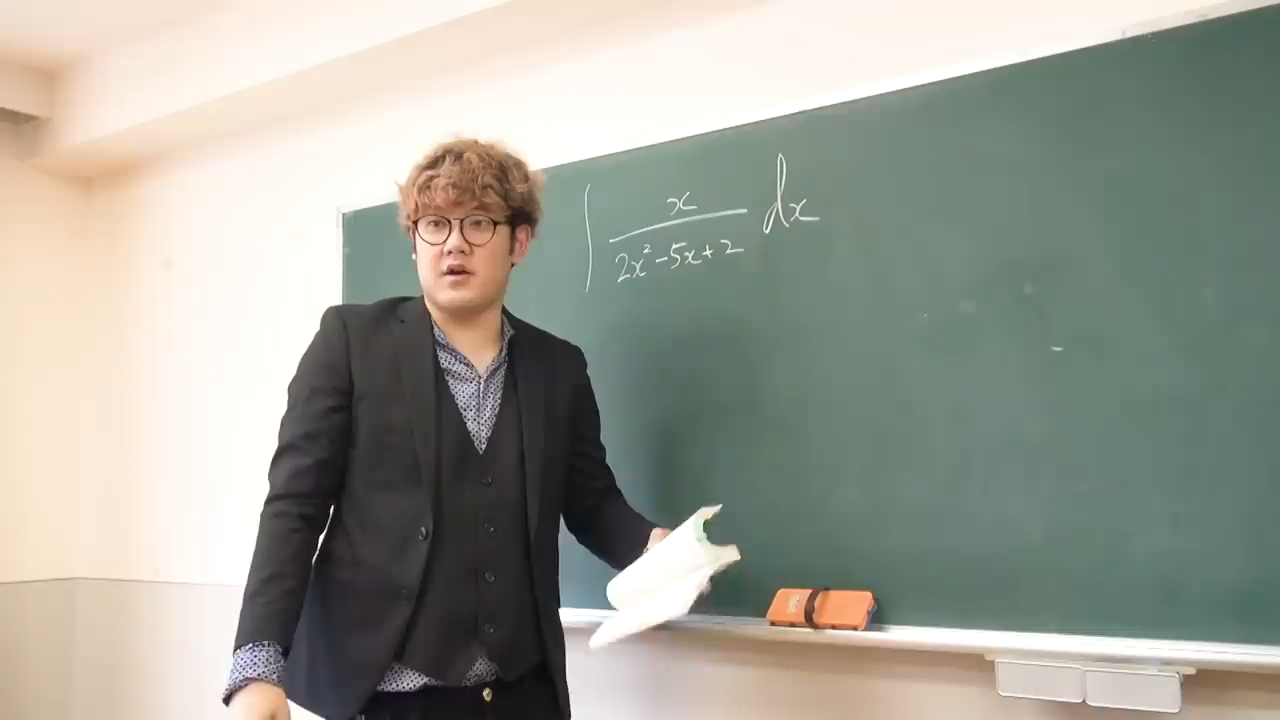 ∫ x / (2x² - 5x + 2) dx